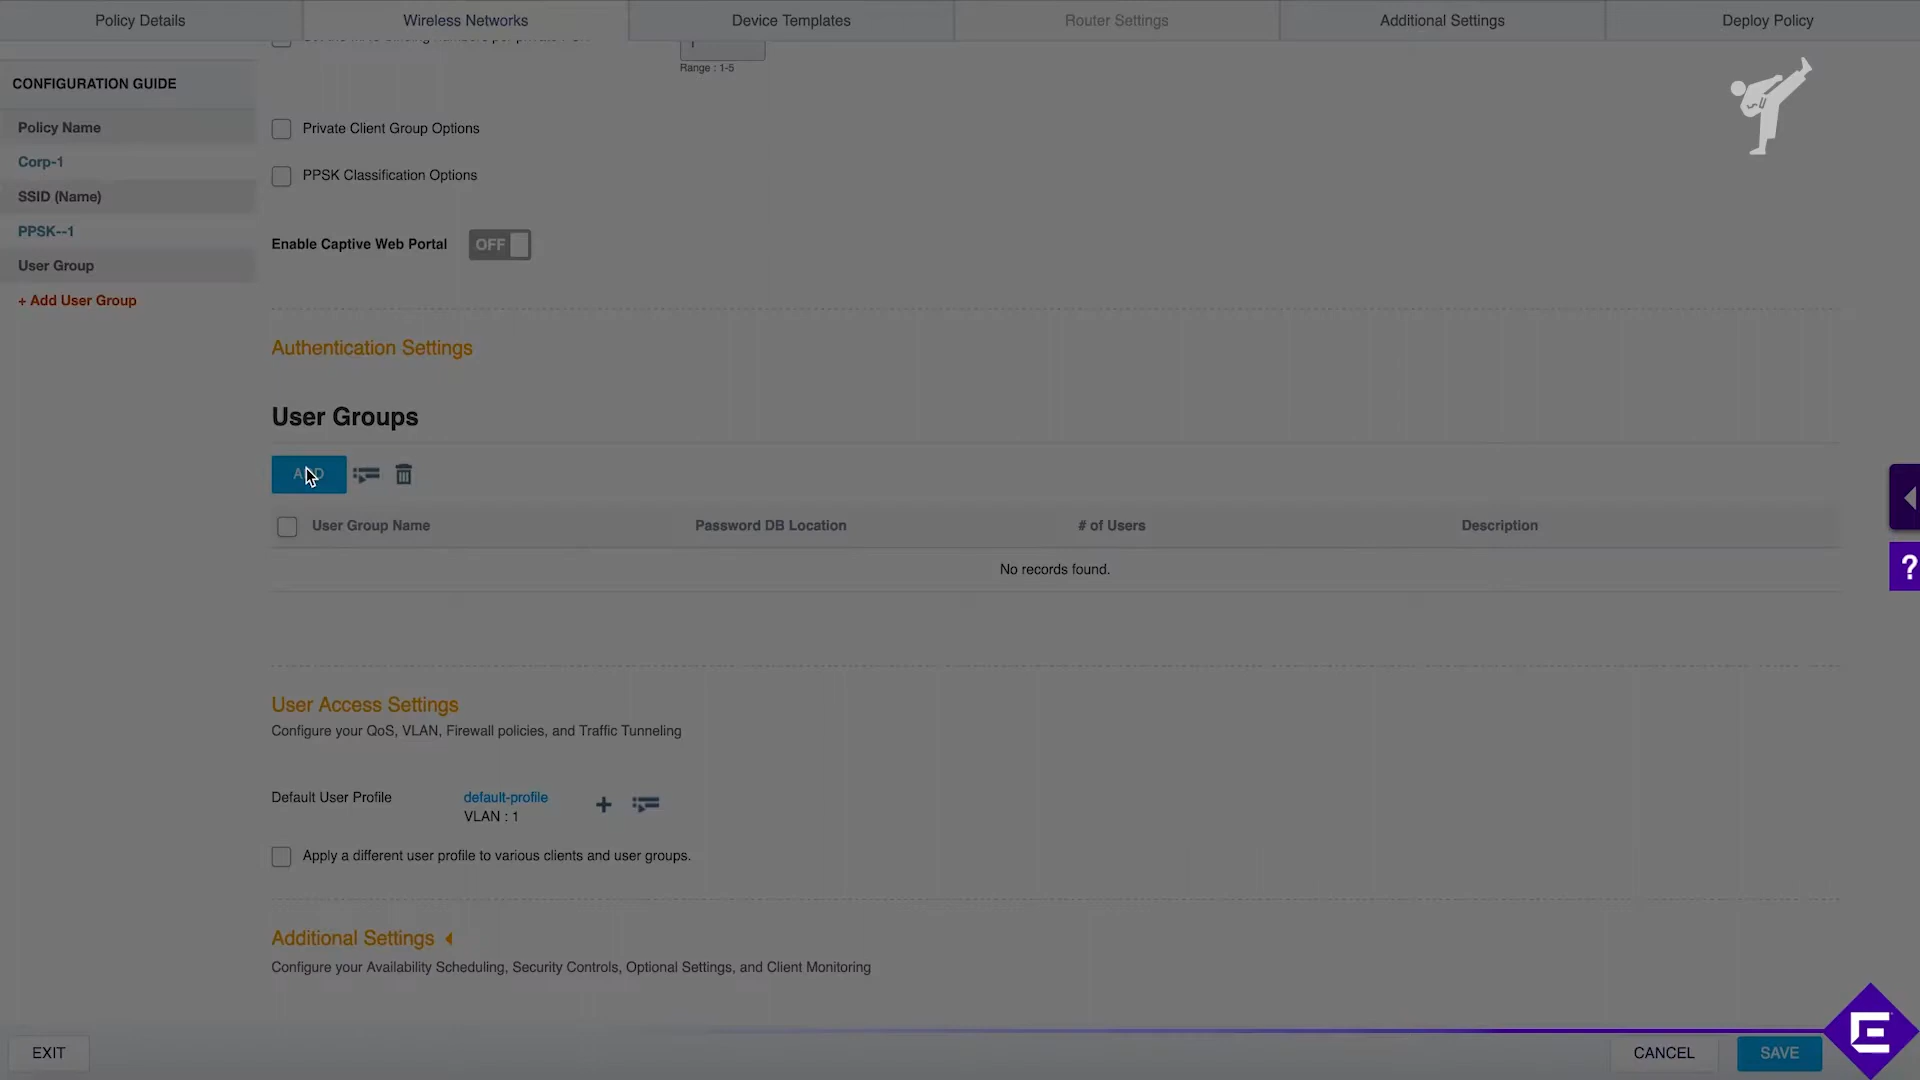 Policy Details
Wireless Networks
Device Templates
Router Settings
Additional Settings
Deploy Policy
Range : 1-5
CONFIGURATION GUIDE
Policy Name
Corp-1
SSID (Name)
PPSK--1
User Group
+ Add User Group
Private Client Group Options
PPSK Classification Options
Enable Captive Web Portal
OFF
Authentication Settings
User Groups
ADD
User Group Name
Password DB Location
# of Users
Description
No records found.
User Access Settings
Configure your QoS, VLAN, Firewall policies, and Traffic Tunneling
Default User Profile
default-profile
VLAN : 1
Apply a different user profile to various clients and user groups.
Additional Settings
Configure your Availability Scheduling, Security Controls, Optional Settings, and Client Monitoring
?
EXIT
CANCEL
SAVE
E